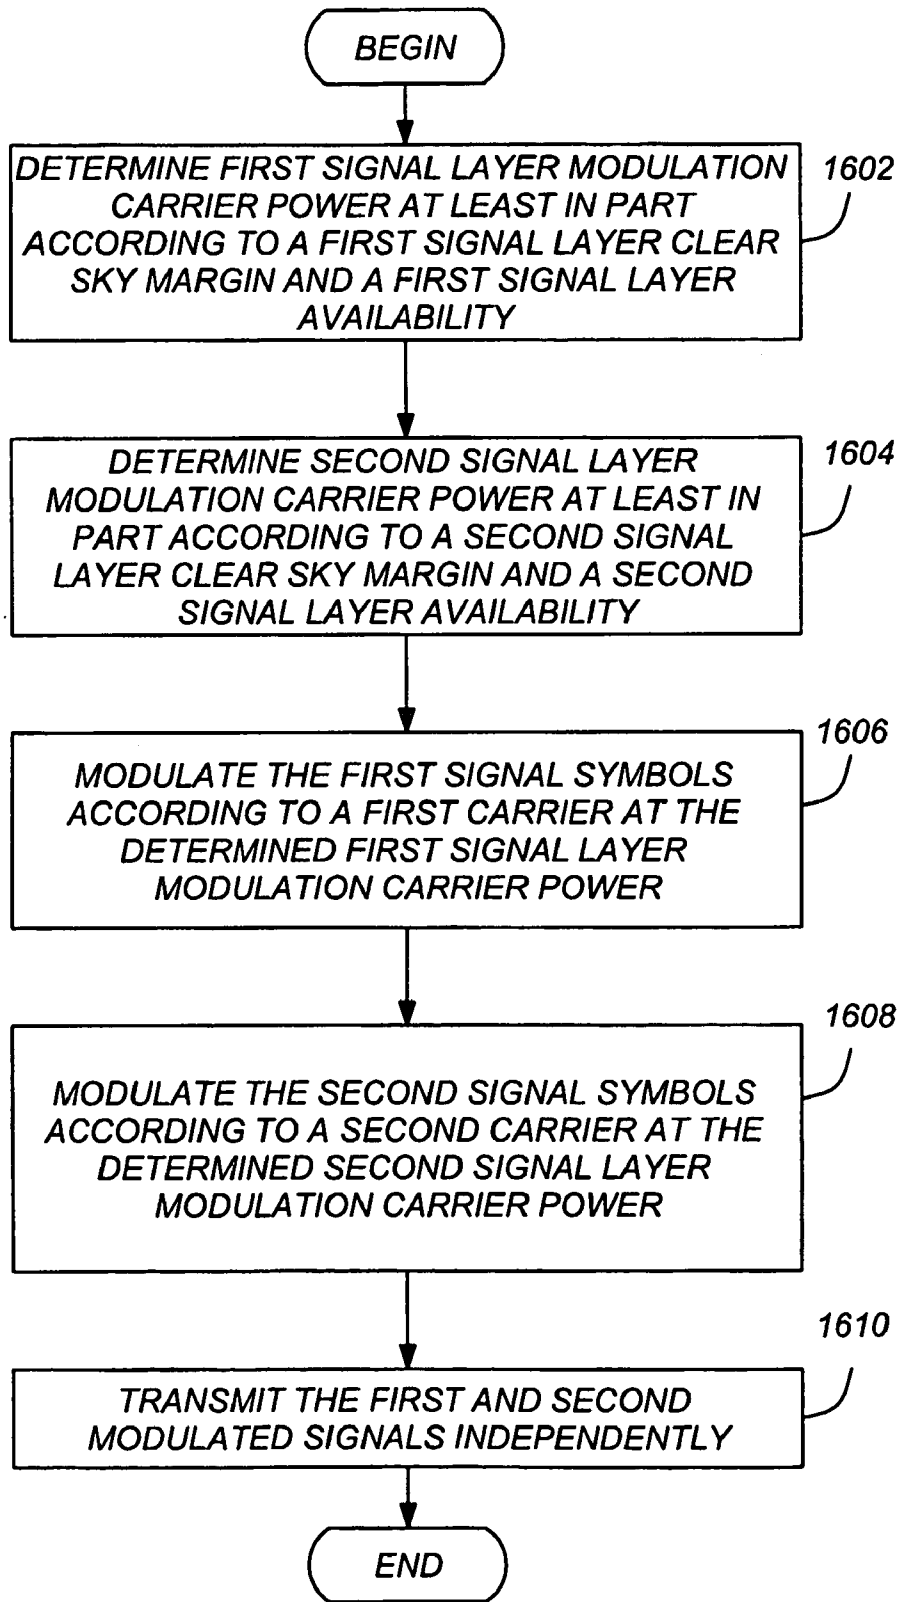 BEGIN
DETERMINE FIRST SIGNAL LAYER MODULATION
CARRIER POWER AT LEAST IN PART
ACCORDING TO A FIRST SIGNAL LAYER CLEAR
SKY MARGIN AND A FIRST SIGNAL LAYER
AVAILABILITY
1602
DETERMINE SECOND SIGNAL LAYER
MODULATION CARRIER POWER AT LEAST IN
PART ACCORDING TO A SECOND SIGNAL
LAYER CLEAR SKY MARGIN AND A SECOND
SIGNAL LAYER AVAILABILITY
1604
MODULATE THE FIRST SIGNAL SYMBOLS
ACCORDING TO A FIRST CARRIER AT THE
DETERMINED FIRST SIGNAL LAYER
MODULATION CARRIER POWER
1606
MODULATE THE SECOND SIGNAL SYMBOLS
ACCORDING TO A SECOND CARRIER AT THE
DETERMINED SECOND SIGNAL LAYER
MODULATION CARRIER POWER
1608
TRANSMIT THE FIRST AND SECOND
MODULATED SIGNALS INDEPENDENTLY
1610
END